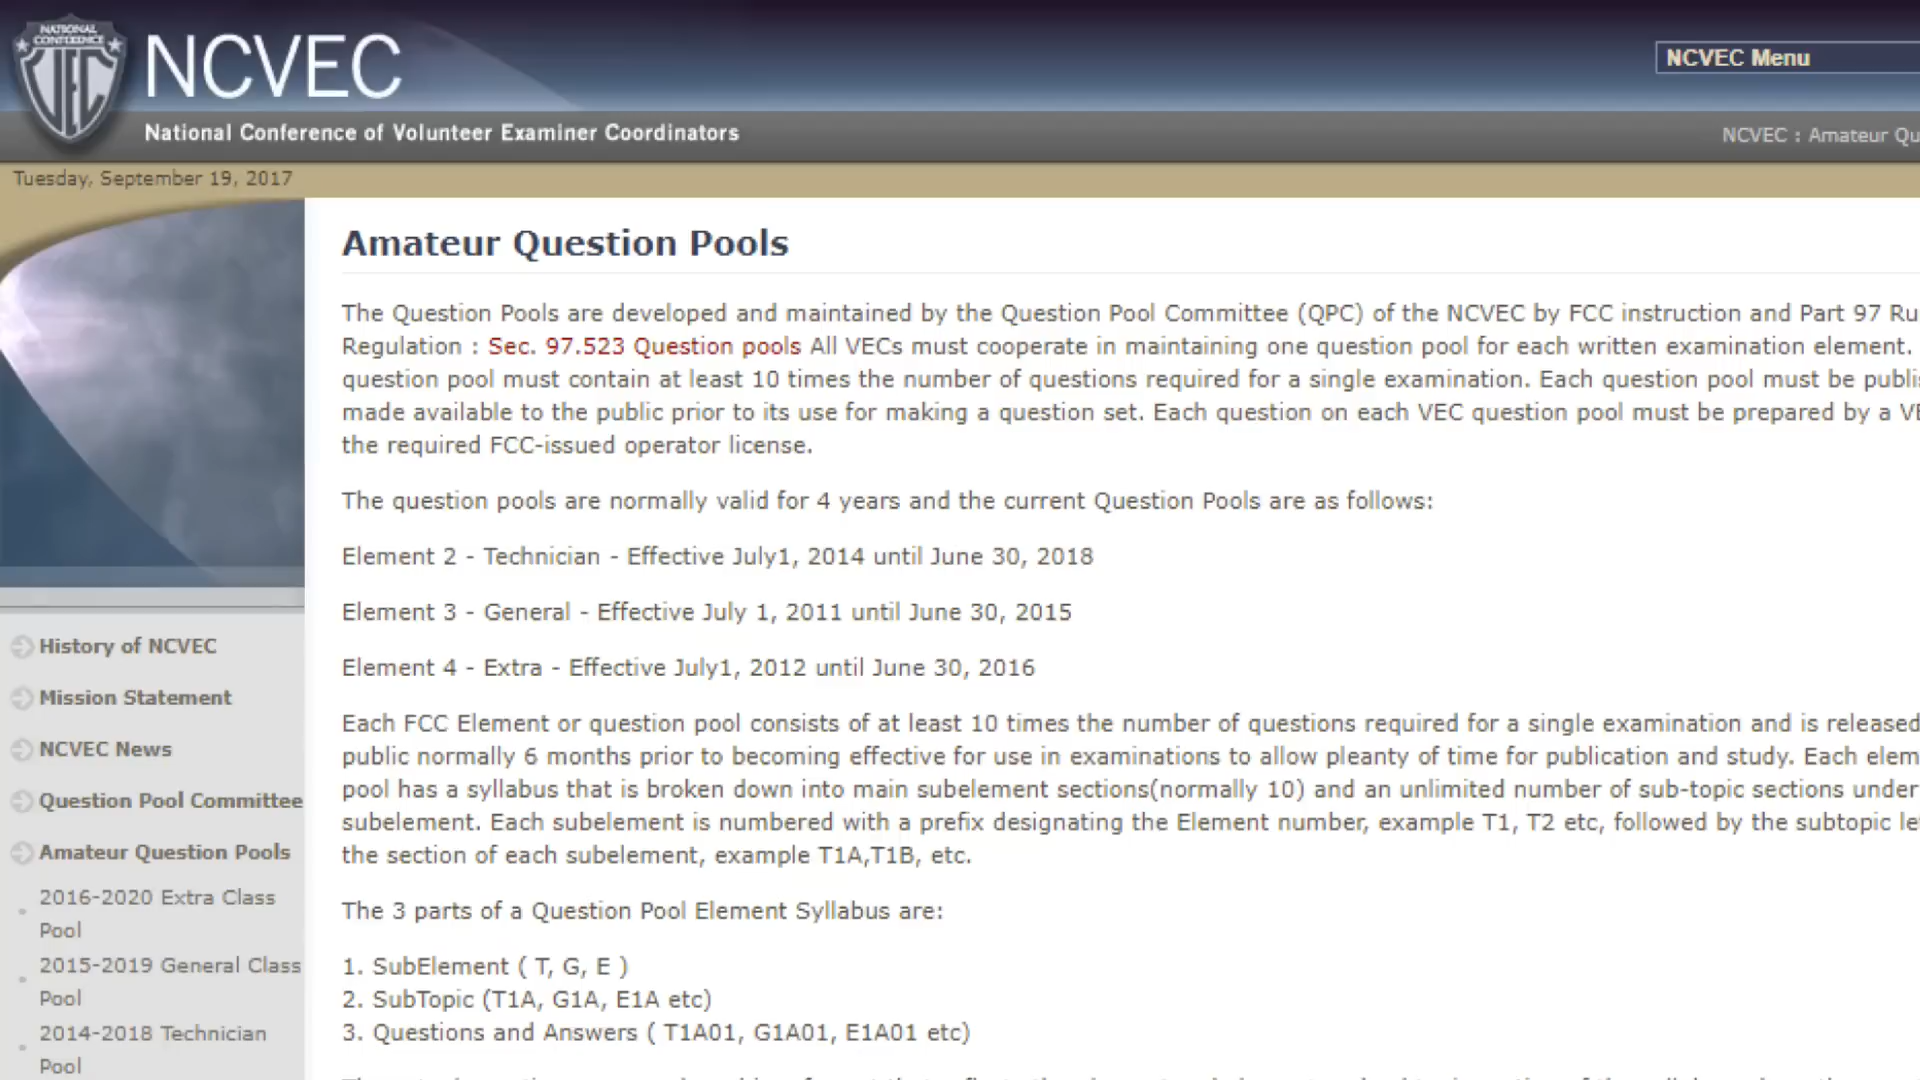 NATIONAL
CONFERENCE
VEC
NCVEC
National Conference of Volunteer Examiner Coordinators
NCVEC Menu
NCVEC : Amateur Qu
Tuesday, September 19, 2017
Amateur Question Pools
The Question Pools are developed and maintained by the Question Pool Committee (QPC) of the NCVEC by FCC instruction and Part 97 Ru
Regulation : Sec. 97.523 Question pools All VECs must cooperate in maintaining one question pool for each written examination element.
question pool must contain at least 10 times the number of questions required for a single examination. Each question pool must be publis
made available to the public prior to its use for making a question set. Each question on each VEC question pool must be prepared by a VE
the required FCC-issued operator license.
The question pools are normally valid for 4 years and the current Question Pools are as follows:
Element 2 - Technician - Effective July1, 2014 until June 30, 2018
Element 3 - General - Effective July 1, 2011 until June 30, 2015
Element 4 - Extra - Effective July1, 2012 until June 30, 2016
Each FCC Element or question pool consists of at least 10 times the number of questions required for a single examination and is released
public normally 6 months prior to becoming effective for use in examinations to allow pleanty of time for publication and study. Each elem
pool has a syllabus that is broken down into main subelement sections(normally 10) and an unlimited number of sub-topic sections under
subelement. Each subelement is numbered with a prefix designating the Element number, example T1, T2 etc, followed by the subtopic le
the section of each subelement, example T1A,T1B, etc.
The 3 parts of a Question Pool Element Syllabus are:
1. SubElement ( T, G, E )
2. SubTopic (T1A, G1A, E1A etc)
3. Questions and Answers ( T1A01, G1A01, E1A01 etc)
History of NCVEC
Mission Statement
NCVEC News
Question Pool Committee
Amateur Question Pools
2016-2020 Extra Class
Pool
2015-2019 General Class
Pool
2014-2018 Technician
Pool